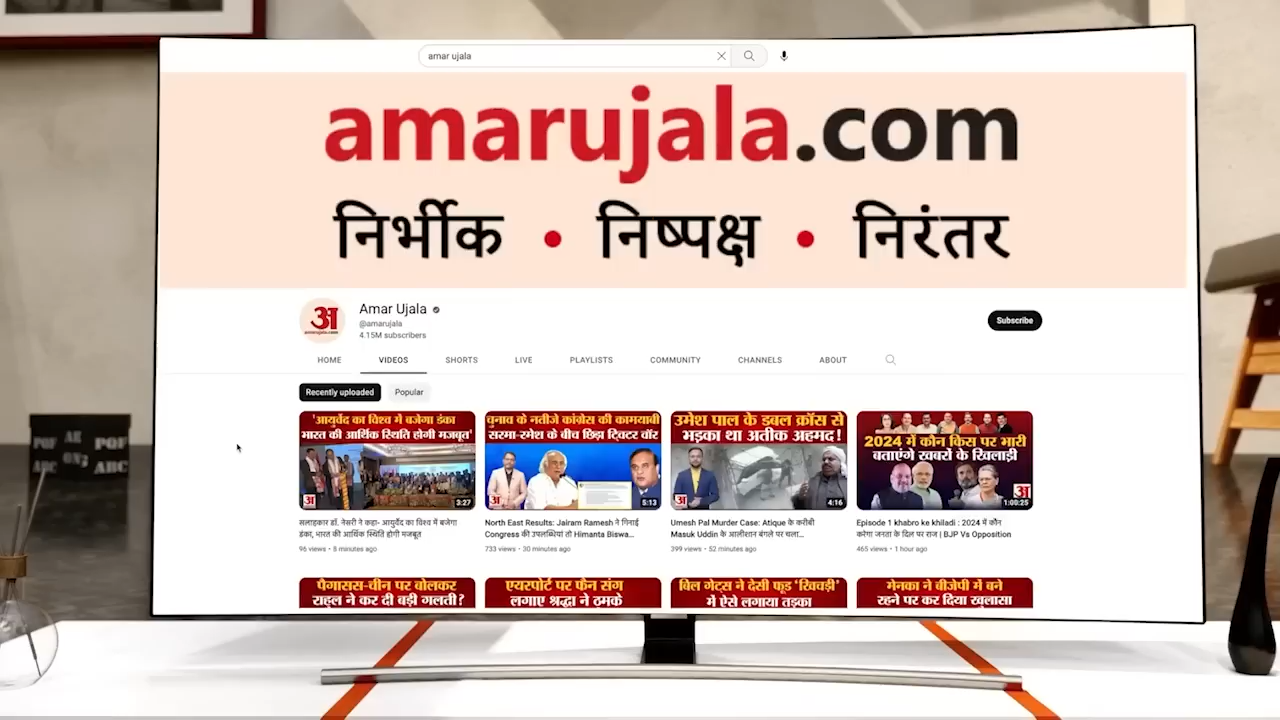 amar ujala
amarujala.com
निर्भीक • निष्पक्ष • निरंतर
अ
amarujala.com
Amar Ujala
@amarujala
4.15M subscribers
Subscribe
HOME VIDEOS SHORTS LIVE PLAYLISTS COMMUNITY CHANNELS ABOUT
Recently uploaded Popular
'आयुर्वेद का विश्व में बजेगा डंका
भारत की आर्थिक स्थिति होगी मजबूत'
अ
3:27
सलाहकार डॉ. नेसरी ने कहा- आयुर्वेद का विश्व में बजेगा
डंका, भारत की आर्थिक स्थिति होगी मजबूत
96 views • 8 minutes ago
चुनाव के नतीजे कांग्रेस की कामयाबी
सरमा-रमेश के बीच छिड़ा ट्विटर वॉर
अ
5:13
North East Results: Jairam Ramesh ने गिनाई
Congress की उपलब्धियां तो Himanta Biswa...
733 views • 30 minutes ago
उमेश पाल के डबल क्रॉस से
भड़का था अतीक अहमद!
अ
4:16
Umesh Pal Murder Case: Atique के करीबी
Masuk Uddin के आलीशान बंगले पर चला...
399 views • 52 minutes ago
2024 में कौन किस पर भारी
बताएंगे खबरों के खिलाड़ी
अ
1:00:25
Episode 1 khabro ke khiladi : 2024 में कौन
करेगा जनता के दिल पर राज | BJP Vs Opposition
465 views • 1 hour ago
पैगासस-चीन पर बोलकर
राहुल ने कर दी बड़ी गलती?
एयरपोर्ट पर फैन संग
लगाए श्रद्धा ने ठुमके
बिल गेट्स ने देसी फूड 'खिचड़ी'
में ऐसे लगाया तड़का
मेनका ने बीजेपी में बने
रहने पर कर दिया खुलासा